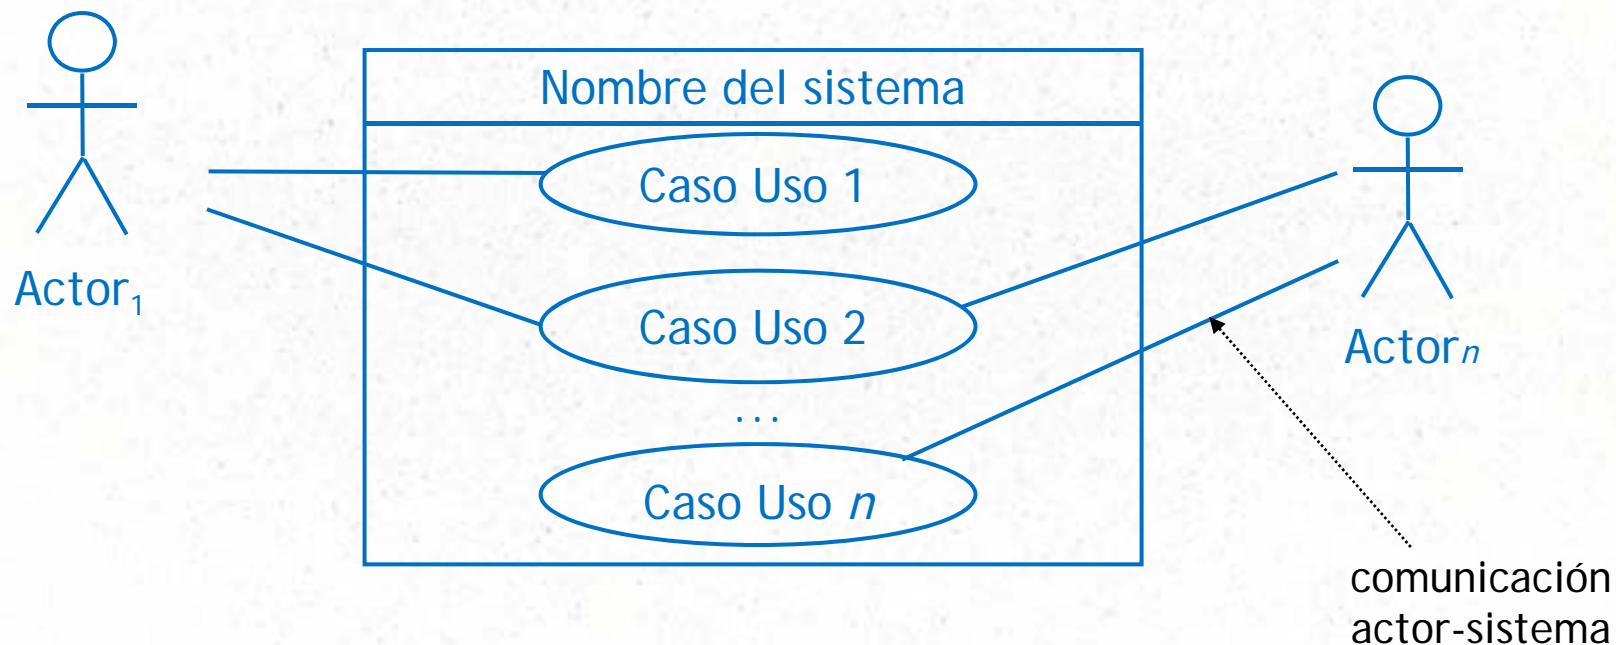 Nombre del sistema
Caso Uso 1
Actor1
Caso Uso 2
Actorn
...
Caso Uso n
comunicación
actor-sistema